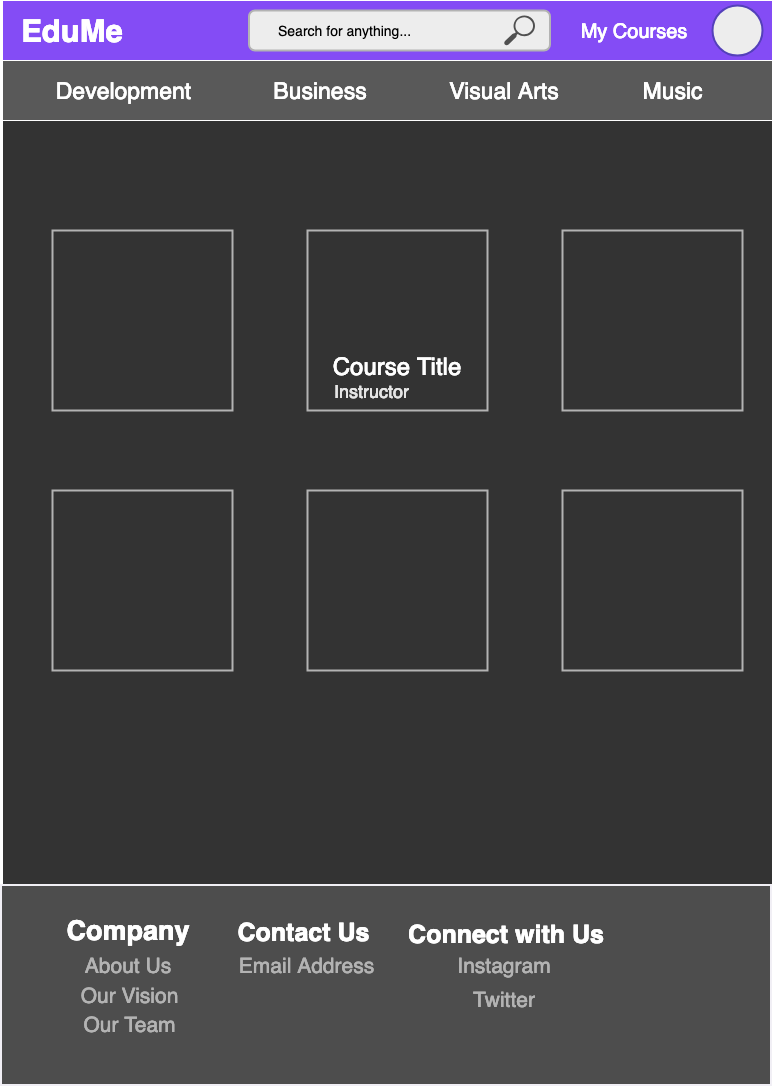 EduMe
Search for anything...
My Courses
Development
Business
Visual Arts
Music
Course Title
Instructor
Company
About Us
Our Vision
Our Team
Contact Us
Email Address
Connect with Us
Instagram
Twitter